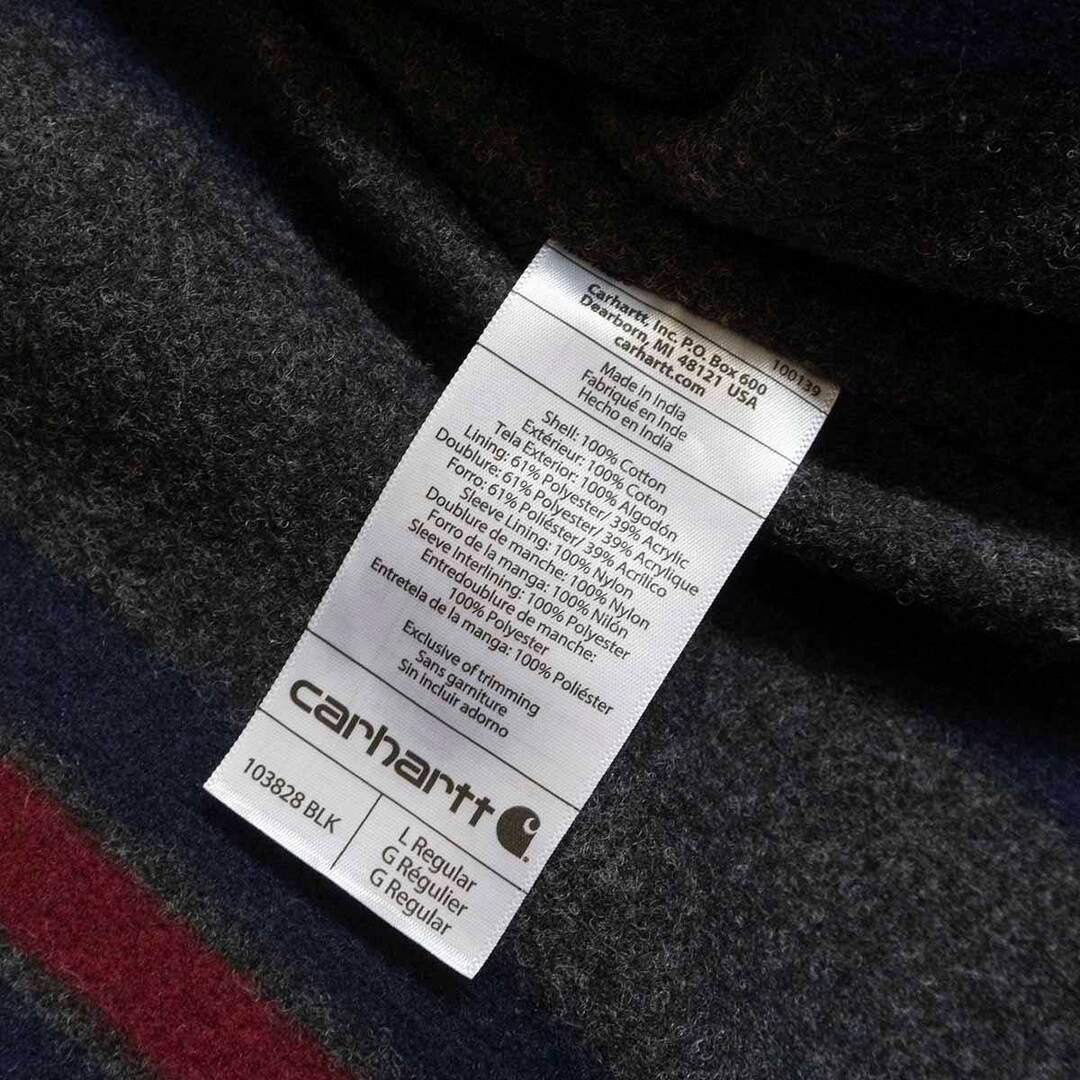 Carhartt, Inc. P.O. Box 600
Dearborn, MI 48121 USA
carhartt.com
100139
Made in India
Fabriqué en Inde
Hecho en India
Shell: 100% Cotton
Extérieur: 100% Coton
Tela Exterior: 100% Algodón
Lining: 61% Polyester/ 39% Acrylic
Doublure: 61% Polyester/ 39% Acrylique
Forro: 61% Poliéster/ 39% Acrílico
Sleeve Lining: 100% Nylon
Doublure de manche: 100% Nylon
Forro de la manga: 100% Nilón
Sleeve Interlining: 100% Polyester
Entredoublure de manche:
100% Polyester
Entretela de la manga: 100% Poliéster
Exclusive of trimming
Sans garniture
Sin incluir adorno
carhartt
103828 BLK
L Regular
G Régulier
G Regular